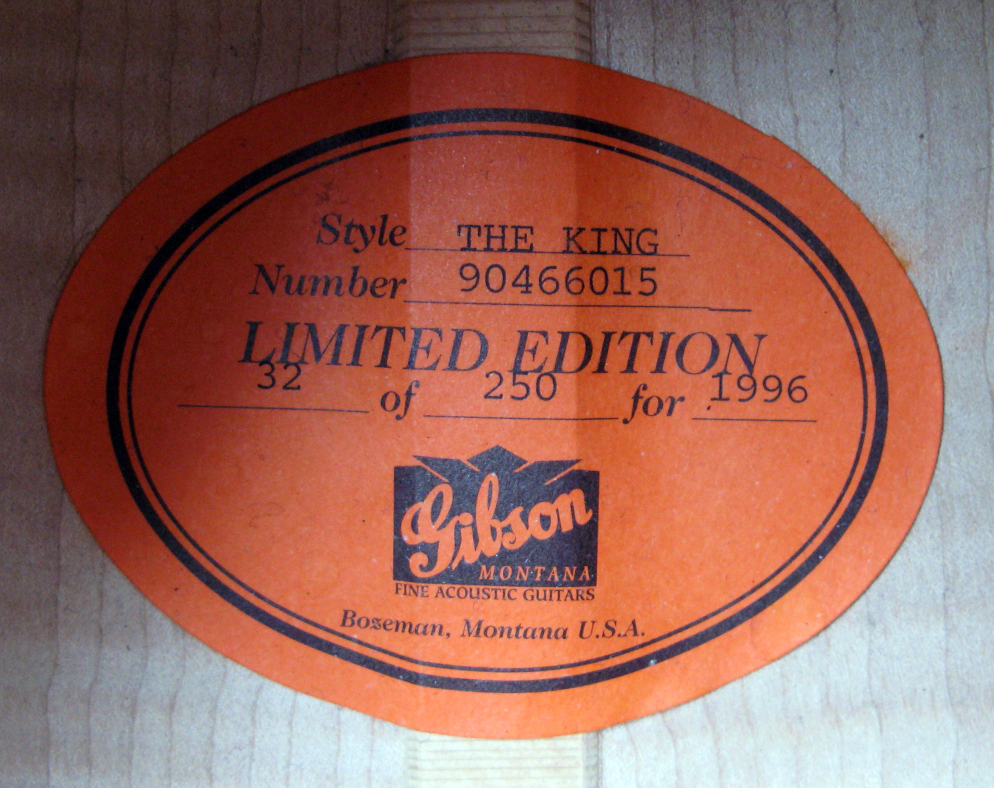 Style THE KING
Number 90466015
LIMITED EDITION
32 of 250 for 1996
Gibson
MONTANA
FINE ACOUSTIC GUITARS
Bozeman, Montana U.S.A.